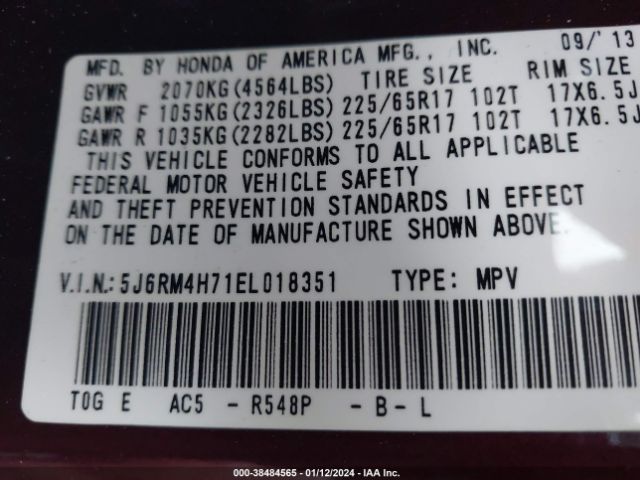 MFD. BY HONDA OF AMERICA MFG., INC. 09/'13
GVWR 2070KG(4564LBS) TIRE SIZE RIM SIZE
GAWR F 1055KG(2326LBS) 225/65R17 102T 17X6.5J
GAWR R 1035KG(2282LBS) 225/65R17 102T 17X6.5J
THIS VEHICLE CONFORMS TO ALL APPLICABLE
FEDERAL MOTOR VEHICLE SAFETY
AND THEFT PREVENTION STANDARDS IN EFFECT
ON THE DATE OF MANUFACTURE SHOWN ABOVE.
V.I.N.: 5J6RM4H71EL018351 TYPE: MPV
TOG E AC5 - R548P - B - L
000-38484565 - 01/12/2024 - IAA Inc.